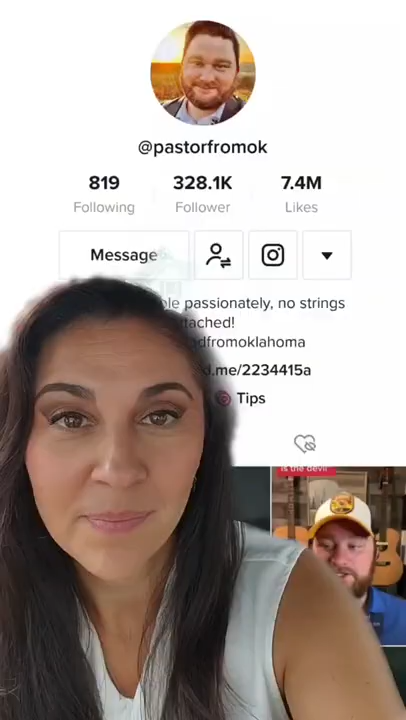 @pastorfromok
819
328.1K
7.4M
Following
Follower
Likes
Message
passionately, no strings
tached!
dfromoklahoma
d.me/2234415a
Tips
is the devil